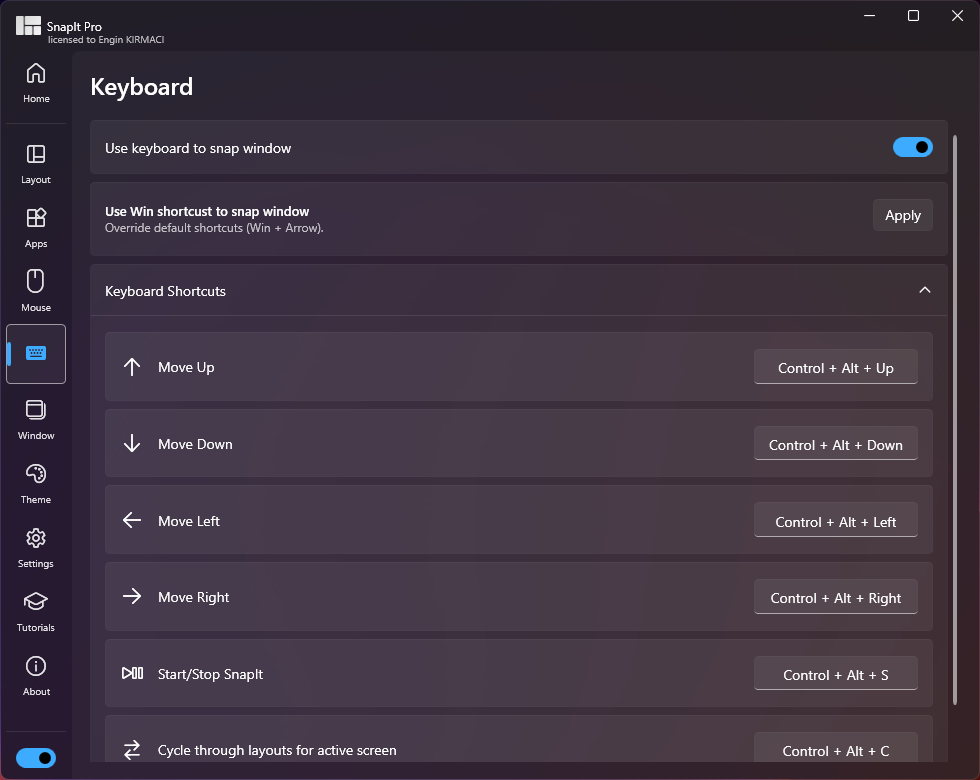 SnapIt Pro
licensed to Engin KIRMACI
Home
Layout
Apps
Mouse
Window
Theme
Settings
Tutorials
About
Keyboard
Use keyboard to snap window
Use Win shortcust to snap window
Override default shortcuts (Win + Arrow).
Apply
Keyboard Shortcuts
Move Up
Control + Alt + Up
Move Down
Control + Alt + Down
Move Left
Control + Alt + Left
Move Right
Control + Alt + Right
Start/Stop SnapIt
Control + Alt + S
Cycle through layouts for active screen
Control + Alt + C